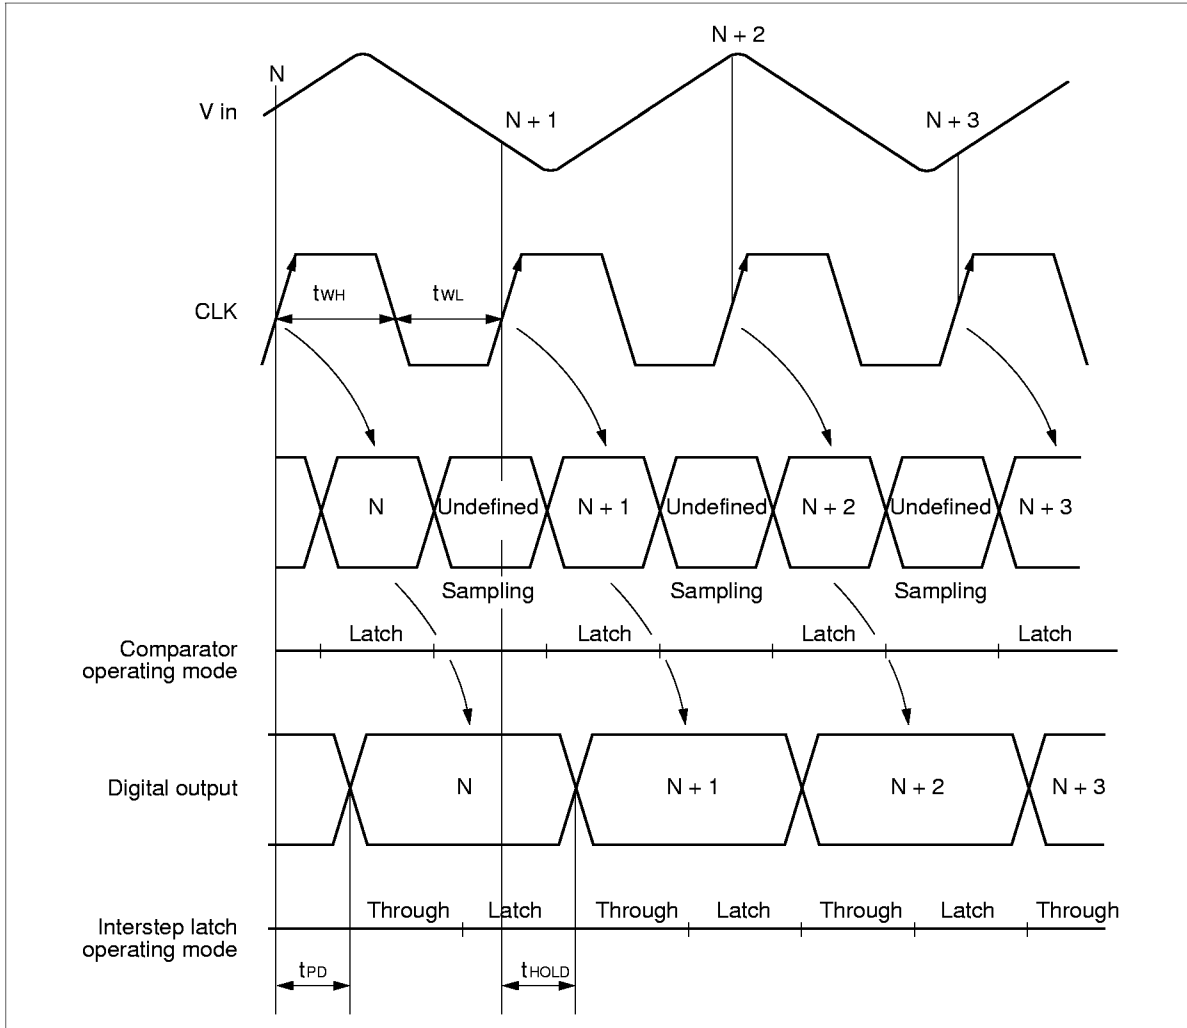 N + 2
N
V in
N + 1
N + 3
twH twL
CLK
N Undefined N + 1 Undefined N + 2 Undefined N + 3
Sampling Sampling Sampling
Latch Latch Latch Latch
Comparator
operating mode
Digital output N N + 1 N + 2 N + 3
Through Latch Through Latch Through Latch Through
Interstep latch
operating mode
tPD tHOLD